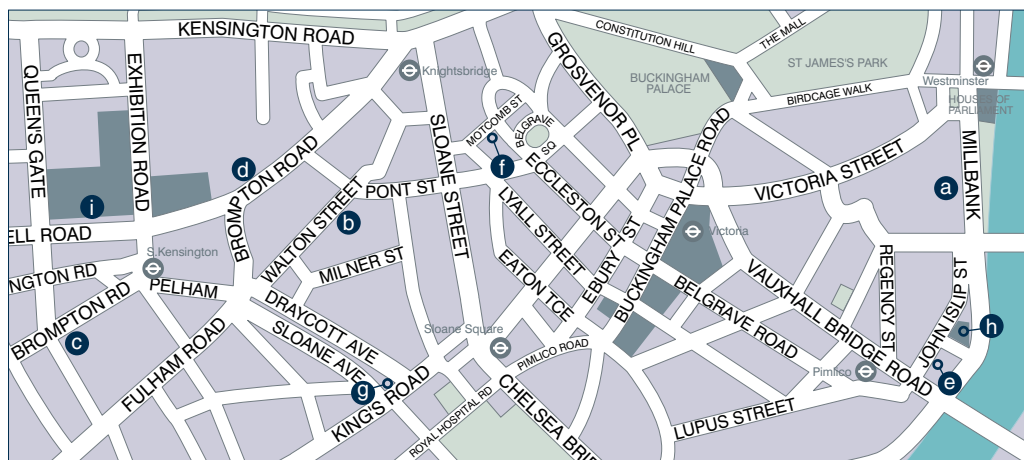 KENSINGTON ROAD
CONSTITUTION HILL
THE MALL
GROSVENOR PL
ST JAMES'S PARK
Knightsbridge
BUCKINGHAM
PALACE
Westminster
BIRDCAGE WALK
HOUSES OF
PARLIAMENT
QUEEN'S GATE
EXHIBITION ROAD
MOTCOMB ST
BELGRAVE
SQ
SLOANE STREET
BROMPTON ROAD
d
f
MILLBANK
VICTORIA STREET
a
PONT ST
WALTON STREET
ECCLESTON ST
BUCKINGHAM PALACE ROAD
i
b
LYALL STREET
EBURY ST
Victoria
ELL ROAD
BROMPTON ROAD
S.Kensington
MILNER ST
EATON TCE
REGENCY ST
NGTON RD
PELHAM
BELGRAVE ROAD
VAUXHALL BRIDGE ROAD
JOHN ISLIP ST
BROMPTON RD
DRAYCOTT AVE
Sloane Square
h
c
SLOANE AVE
PIMLICO ROAD
FULHAM ROAD
Pimlico
e
g
KING'S ROAD
ROYAL HOSPITAL RD
CHELSEA BRI
LUPUS STREET